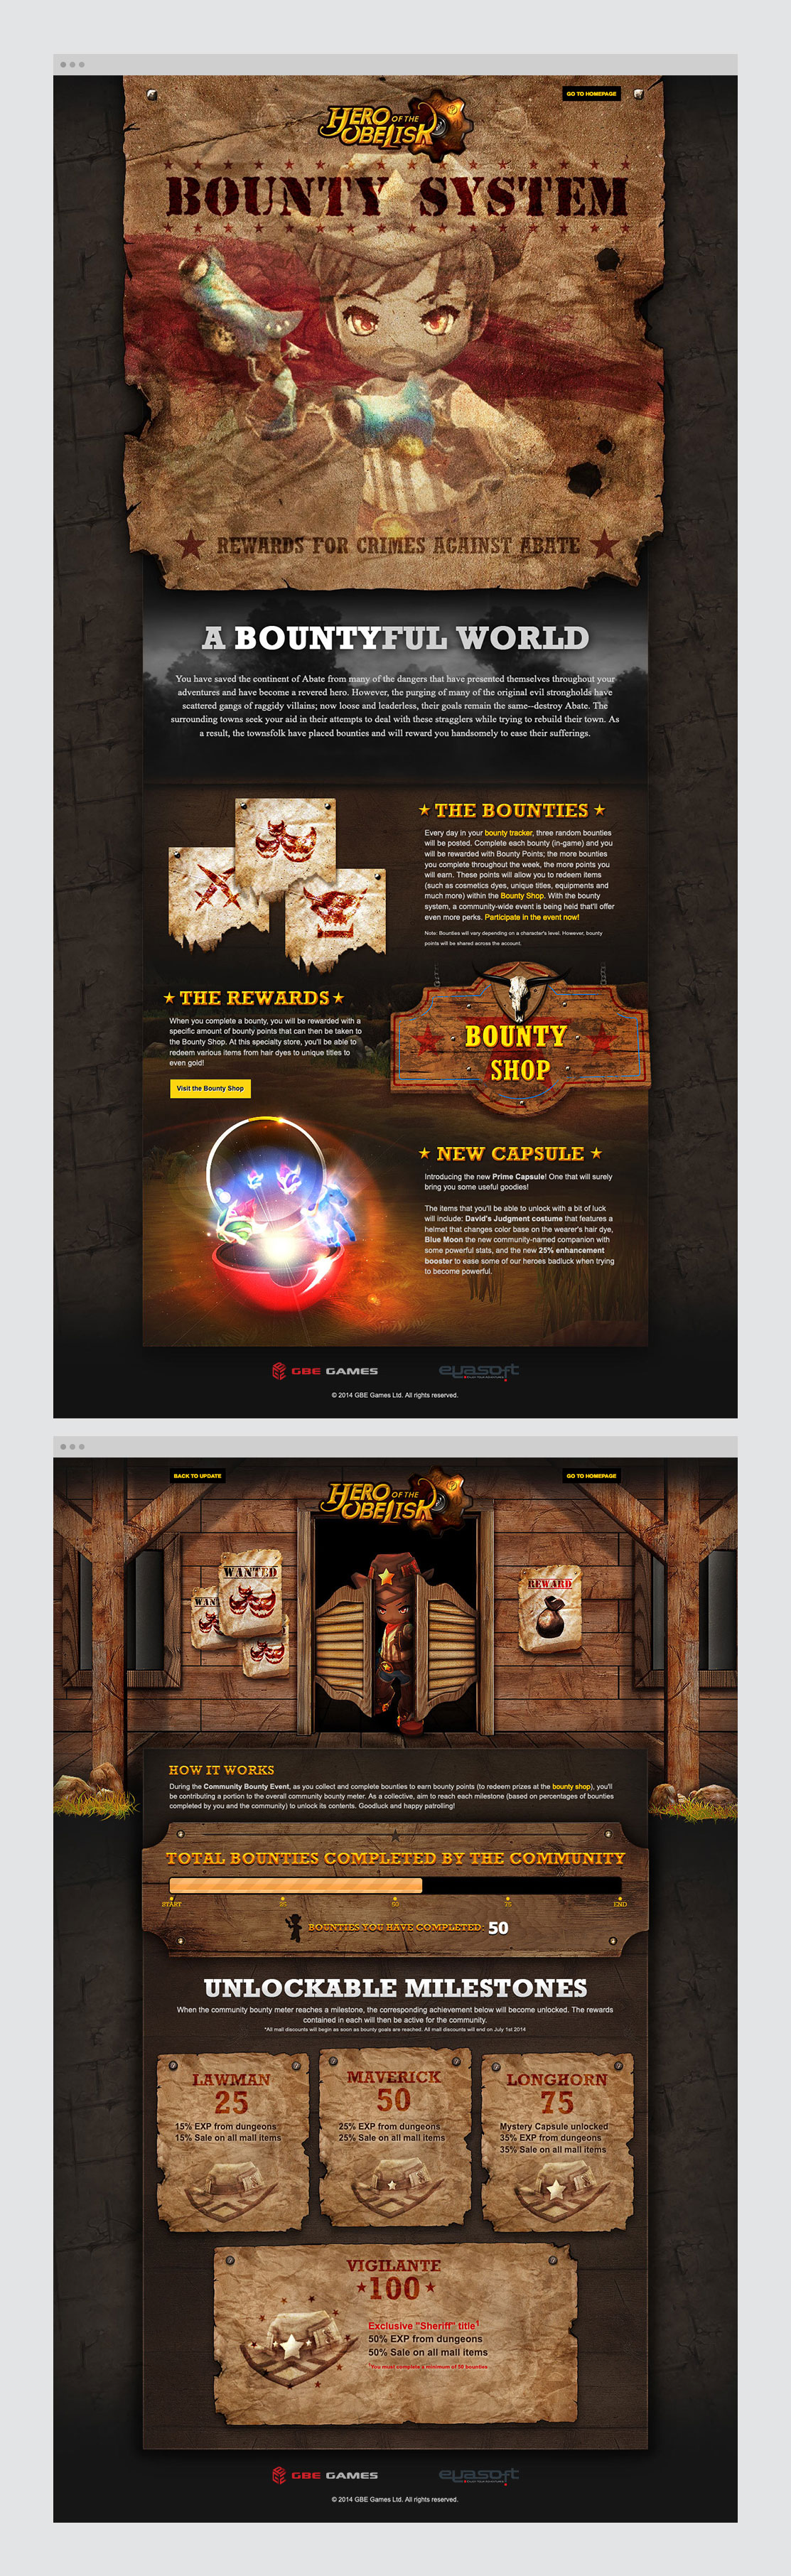 GO TO HOMEPAGE
HERO OF THE
OBELISK
BOUNTY SYSTEM
REWARDS FOR CRIMES AGAINST ABATE
A BOUNTYFUL WORLD
You have saved the continent of Abate from many of the dangers that have presented themselves throughout your
adventures and have become a revered hero. However, the purging of many of the original evil strongholds have
scattered gangs of raggidy villains; now loose and leaderless, their goals remain the same--destroy Abate. The
surrounding towns seek your aid in their attempts to deal with these stragglers while trying to rebuild their town. As
a result, the townsfolk have placed bounties and will reward you handsomely to ease their sufferings.
THE BOUNTIES
Every day in your bounty tracker, three random bounties
will be posted. Complete each bounty (in-game) and you
will be rewarded with Bounty Points; the more bounties
you complete throughout the week, the more points you
will earn. These points will allow you to redeem items
(such as cosmetics dyes, unique titles, equipments and
much more) within the Bounty Shop. With the bounty
system, a community-wide event is being held that'll offer
even more perks. Participate in the event now!
Note: Bounties will vary depending on a character's level. However, bounty
points will be shared across the account.
THE REWARDS
When you complete a bounty, you will be rewarded with a
specific amount of bounty points that can then be taken to
the Bounty Shop. At this specialty store, you'll be able to
redeem various items from hair dyes to unique titles to
even gold!
Visit the Bounty Shop
BOUNTY
SHOP
NEW CAPSULE
Introducing the new Prime Capsule! One that will surely
bring you some useful goodies!
The items that you'll be able to unlock with a bit of luck
will include: David's Judgment costume that features a
helmet that changes color base on the wearer's hair dye,
Blue Moon the new community-named companion with
some powerful stats, and the new 25% enhancement
booster to ease some of our heroes badluck when trying
to become powerful.
GBE GAMES
eyasoft
© 2014 GBE Games Ltd. All rights reserved.
BACK TO UPDATE
GO TO HOMEPAGE
HERO OF THE
OBELISK
WANTED
WAN
REWARD
HOW IT WORKS
During the Community Bounty Event, as you collect and complete bounties to earn bounty points (to redeem prizes at the bounty shop), you'll
be contributing a portion to the overall community bounty meter. As a collective, aim to reach each milestone (based on percentages of bounties
completed by you and the community) to unlock its contents. Goodluck and happy patrolling!
TOTAL BOUNTIES COMPLETED BY THE COMMUNITY
START 25 50 75 END
BOUNTIES YOU HAVE COMPLETED: 50
UNLOCKABLE MILESTONES
When the community bounty meter reaches a milestone, the corresponding achievement below will become unlocked. The rewards
contained in each will then be active for the community.
*All mall discounts will begin as soon as bounty goals are reached. All mall discounts will end on July 1st 2014
LAWMAN
25
15% EXP from dungeons
15% Sale on all mall items
MAVERICK
50
25% EXP from dungeons
25% Sale on all mall items
LONGHORN
75
Mystery Capsule unlocked
35% EXP from dungeons
35% Sale on all mall items
VIGILANTE
100
Exclusive "Sheriff" title¹
50% EXP from dungeons
50% Sale on all mall items
¹You must complete a minimum of 50 bounties
GBE GAMES
eyasoft
© 2014 GBE Games Ltd. All rights reserved.